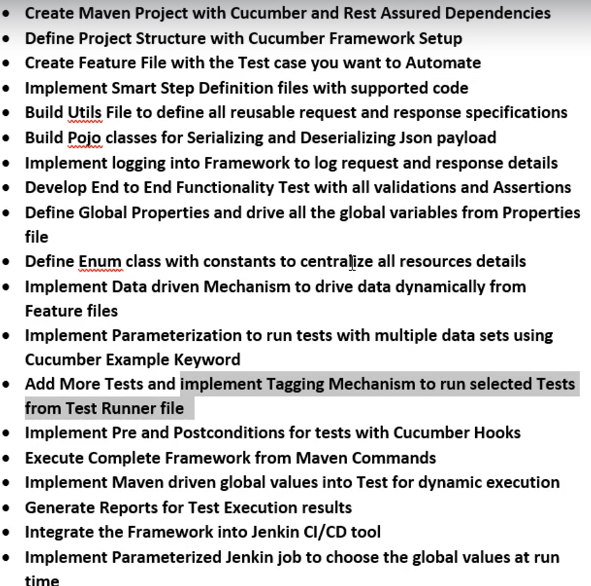 • Create Maven Project with Cucumber and Rest Assured Dependencies
• Define Project Structure with Cucumber Framework Setup
• Create Feature File with the Test case you want to Automate
• Implement Smart Step Definition files with supported code
• Build Utils File to define all reusable request and response specifications
• Build Pojo classes for Serializing and Deserializing Json payload
• Implement logging into Framework to log request and response details
• Develop End to End Functionality Test with all validations and Assertions
• Define Global Properties and drive all the global variables from Properties
file
• Define Enum class with constants to centralize all resources details
• Implement Data driven Mechanism to drive data dynamically from
Feature files
• Implement Parameterization to run tests with multiple data sets using
Cucumber Example Keyword
• Add More Tests and implement Tagging Mechanism to run selected Tests
from Test Runner file
• Implement Pre and Postconditions for tests with Cucumber Hooks
• Execute Complete Framework from Maven Commands
• Implement Maven driven global values into Test for dynamic execution
• Generate Reports for Test Execution results
• Integrate the Framework into Jenkin CI/CD tool
• Implement Parameterized Jenkin job to choose the global values at run
time